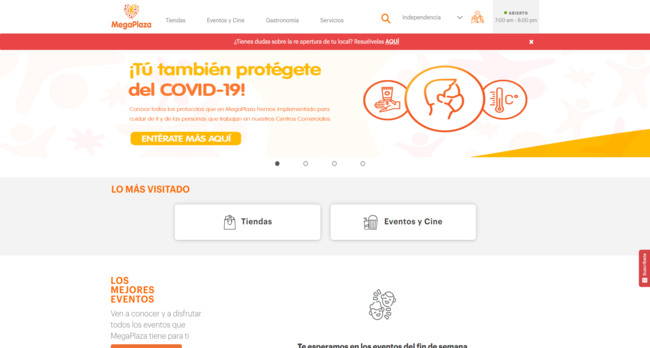 MegaPlaza
Tiendas
Eventos y Cine
Gastronomía
Servicios
Independencia
ABIERTO
7:00 am - 8:00 pm
¿Tienes dudas sobre la re apertura de tu local? Resuélvelas AQUÍ
x
¡Tú también protégete
del COVID-19!
Conoce todos los protocolos que en MegaPlaza hemos implementado para
cuidar de ti y de las personas que trabajan en nuestros Centros Comerciales.
ENTÉRATE MÁS AQUÍ
C°
LO MÁS VISITADO
Tiendas
Eventos y Cine
Suscríbete
LOS
MEJORES
EVENTOS
Ven a conocer y a disfrutar
todos los eventos que
MegaPlaza tiene para ti
Te esperamos en los eventos del fin de semana